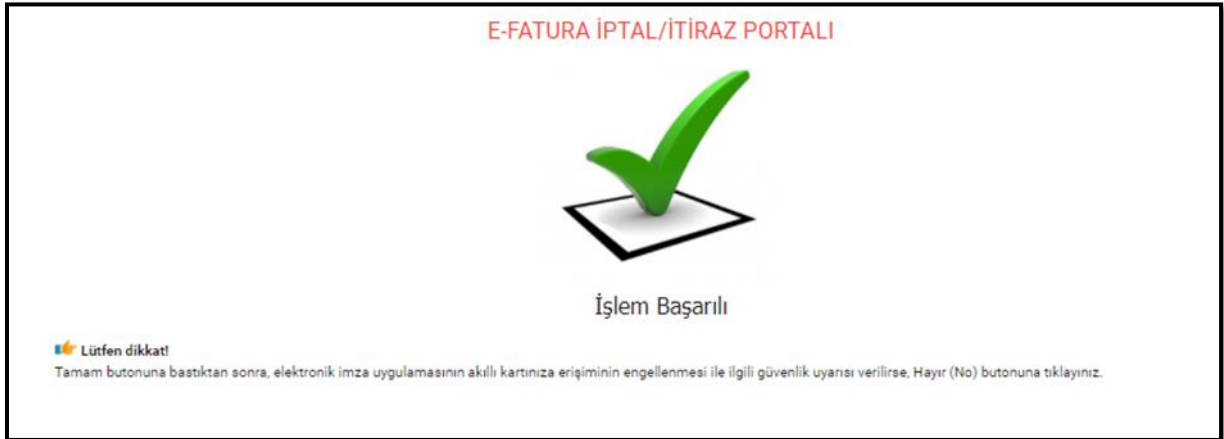 E-FATURA İPTAL/İTİRAZ PORTALI
İşlem Başarılı
Lütfen dikkat!
Tamam butonuna bastıktan sonra, elektronik imza uygulamasının akıllı kartınıza erişiminin engellenmesi ile ilgili güvenlik uyarısı verilirse, Hayır (No) butonuna tıklayınız.